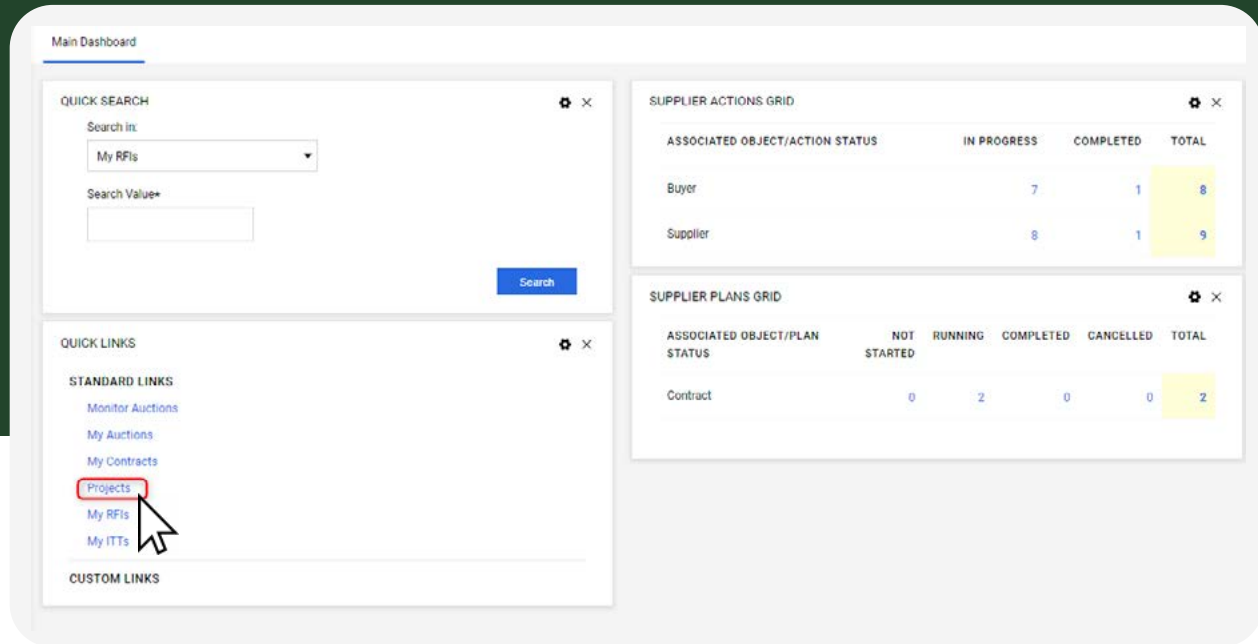 Main Dashboard
QUICK SEARCH
Search in:
My RFIs
Search Value*
Search
QUICK LINKS
STANDARD LINKS
Monitor Auctions
My Auctions
My Contracts
Projects
My RFIs
My ITTs
CUSTOM LINKS
SUPPLIER ACTIONS GRID
ASSOCIATED OBJECT/ACTION STATUS IN PROGRESS COMPLETED TOTAL
Buyer 7 1 8
Supplier 8 1 9
SUPPLIER PLANS GRID
ASSOCIATED OBJECT/PLAN NOT RUNNING COMPLETED CANCELLED TOTAL
STATUS STARTED
Contract 0 2 0 0 2